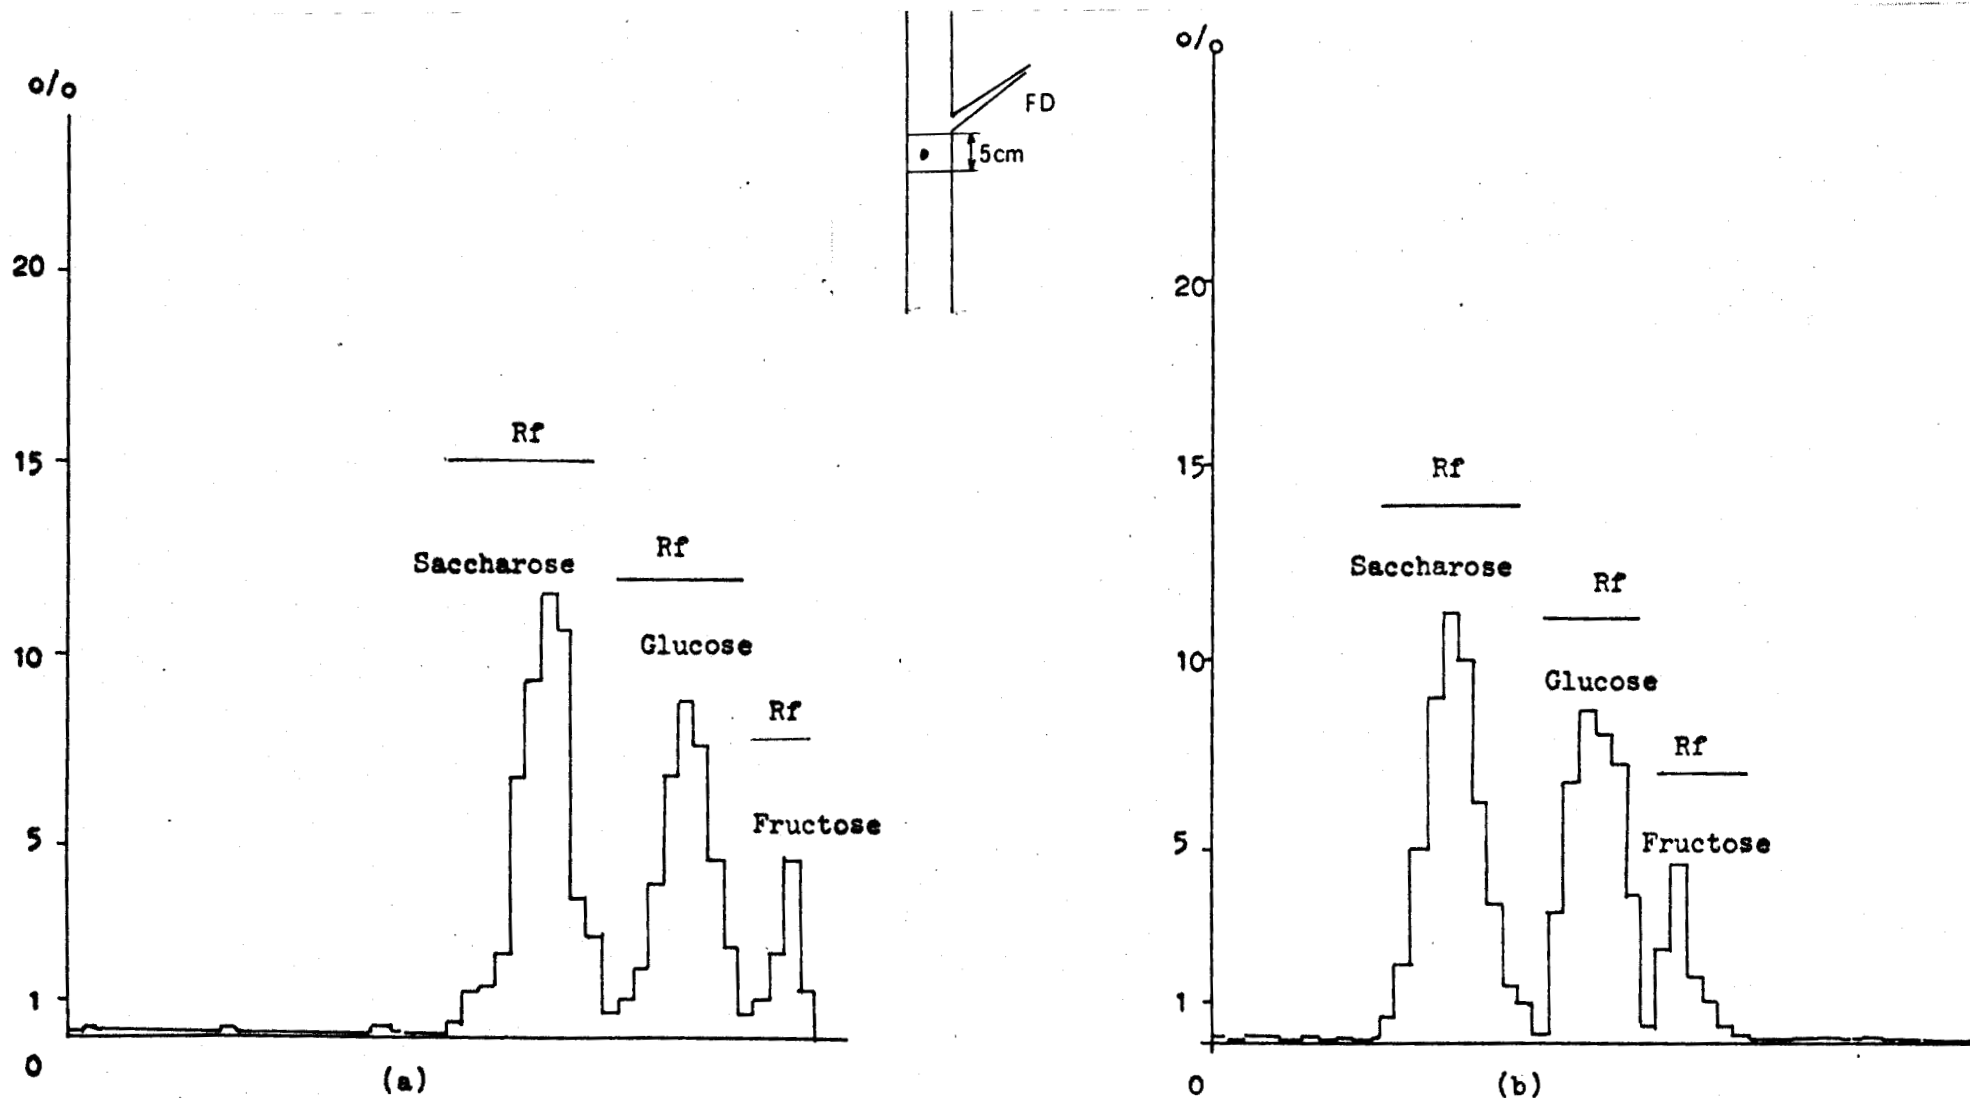 o/o
20
15
10
5
1
0
Rf
Saccharose
Rf
Glucose
Rf
Fructose
(a)
FD
5cm
o/o
20
15
10
5
1
0
Rf
Saccharose
Rf
Glucose
Rf
Fructose
(b)